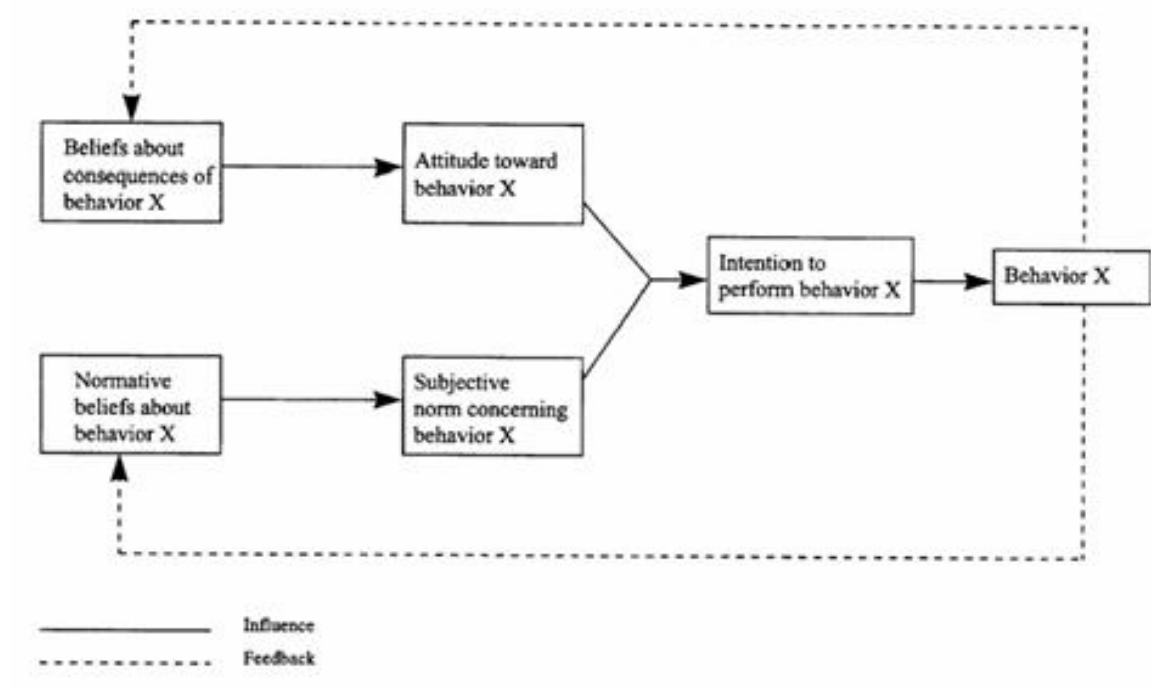 Beliefs about
consequences of
behavior X
Attitude toward
behavior X
Intention to
perform behavior X
Behavior X
Normative
beliefs about
behavior X
Subjective
norm concerning
behavior X
Influence
Feedback